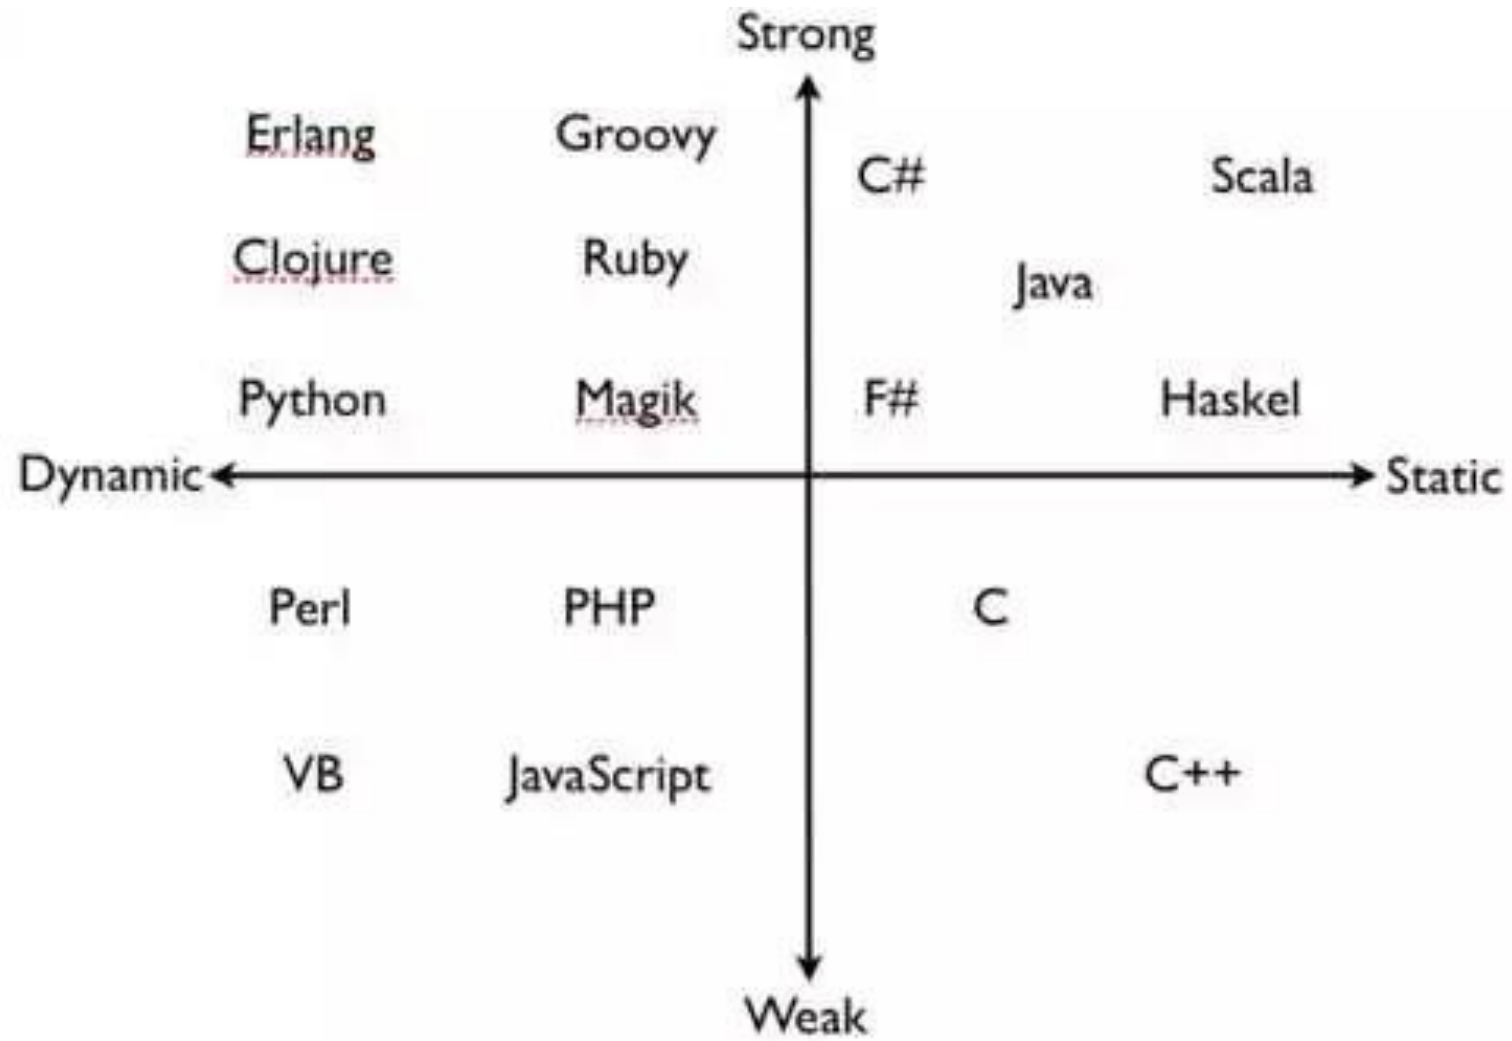 Strong
Erlang Groovy
C# Scala
Clojure Ruby
Java
Python Magik F# Haskel
Dynamic Static
Perl PHP C
VB JavaScript C++
Weak